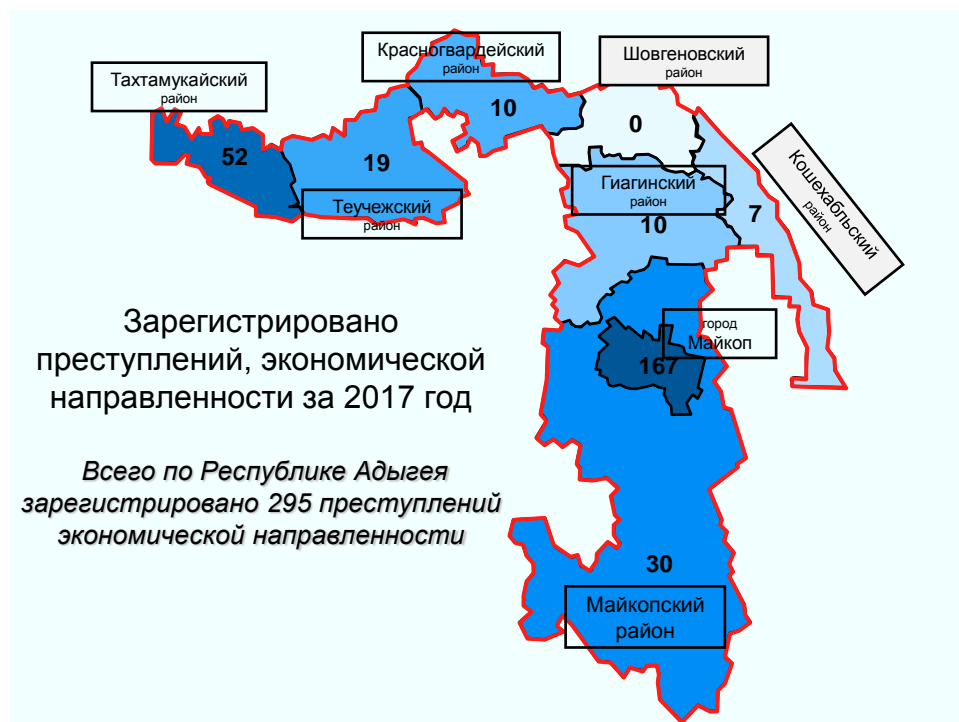 Красногвардейский
район
Шовгеновский
район
Тахтамукайский
район
10
0
52
19
Кошехабльский
район
Гиагинский
район
7
Теучежский
район
10
Зарегистрировано
преступлений, экономической
направленности за 2017 год
город
Майкоп
167
Всего по Республике Адыгея
зарегистрировано 295 преступлений
экономической направленности
30
Майкопский
район